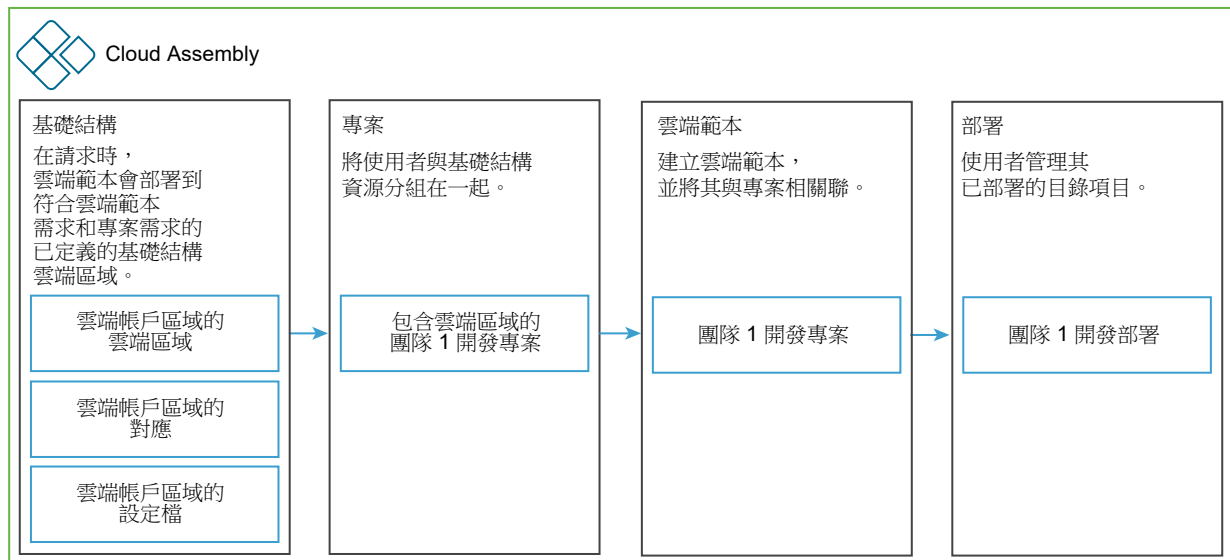 Cloud Assembly
基礎結構
在請求時，
雲端範本會部署到
符合雲端範本
需求和專案需求的
已定義的基礎結構
雲端區域。
雲端帳戶區域的
雲端區域
雲端帳戶區域的
對應
雲端帳戶區域的
設定檔
專案
將使用者與基礎結構
資源分組在一起。
包含雲端區域的
團隊 1 開發專案
雲端範本
建立雲端範本，
並將其與專案相關聯。
團隊 1 開發專案
部署
使用者管理其
已部署的目錄項目。
團隊 1 開發部署